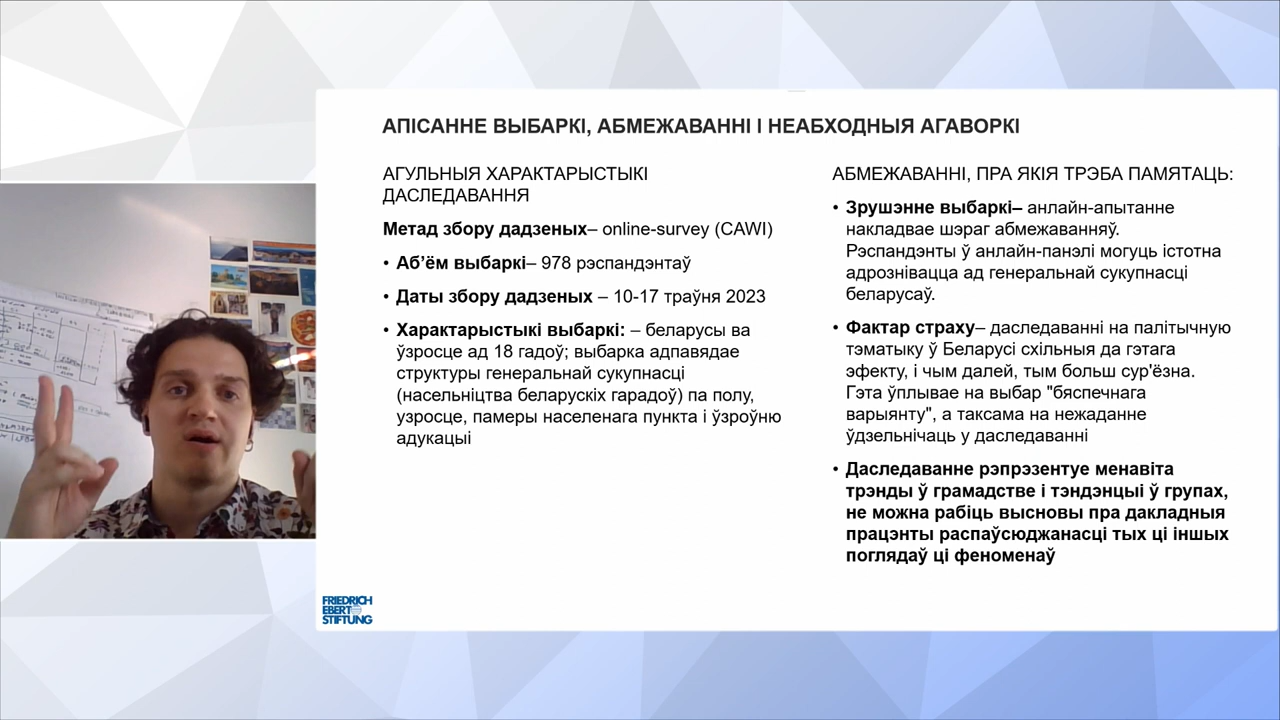 АПІСАННЕ ВЫБАРКІ, АБМЕЖАВАННІ І НЕАБХОДНЫЯ АГАВОРКІ
АГУЛЬНЫЯ ХАРАКТАРЫСТЫКІ
ДАСЛЕДАВАННЯ
Метад збору дадзеных– online-survey (CAWI)
• Аб’ём выбаркі– 978 рэспандэнтаў
• Даты збору дадзеных – 10-17 траўня 2023
• Характарыстыкі выбаркі: – беларусы ва
ўзросце ад 18 гадоў; выбарка адпавядае
структуры генеральнай сукупнасці
(насельніцтва беларускіх гарадоў) па полу,
узросце, памеры населенага пункта і ўзроўню
адукацыі
АБМЕЖАВАННІ, ПРА ЯКІЯ ТРЭБА ПАМЯТАЦЬ:
• Зрушэнне выбаркі– анлайн-апытанне
накладвае шэраг абмежаванняў.
Рэспандэнты ў анлайн-панэлі могуць істотна
адрознівацца ад генеральнай сукупнасці
беларусаў.
• Фактар страху– даследаванні на палітычную
тэматыку ў Беларусі схільныя да гэтага
эфекту, і чым далей, тым больш сур'ёзна.
Гэта ўплывае на выбар "бяспечнага
варыянту", а таксама на нежаданне
ўдзельнічаць у даследаванні
• Даследаванне рэпрэзентуе менавіта
трэнды ў грамадстве і тэндэнцыі ў групах,
не можна рабіць высновы пра дакладныя
працэнты распаўсюджанасці тых ці іншых
поглядаў ці феноменаў
FRIEDRICH
EBERT
STIFTUNG